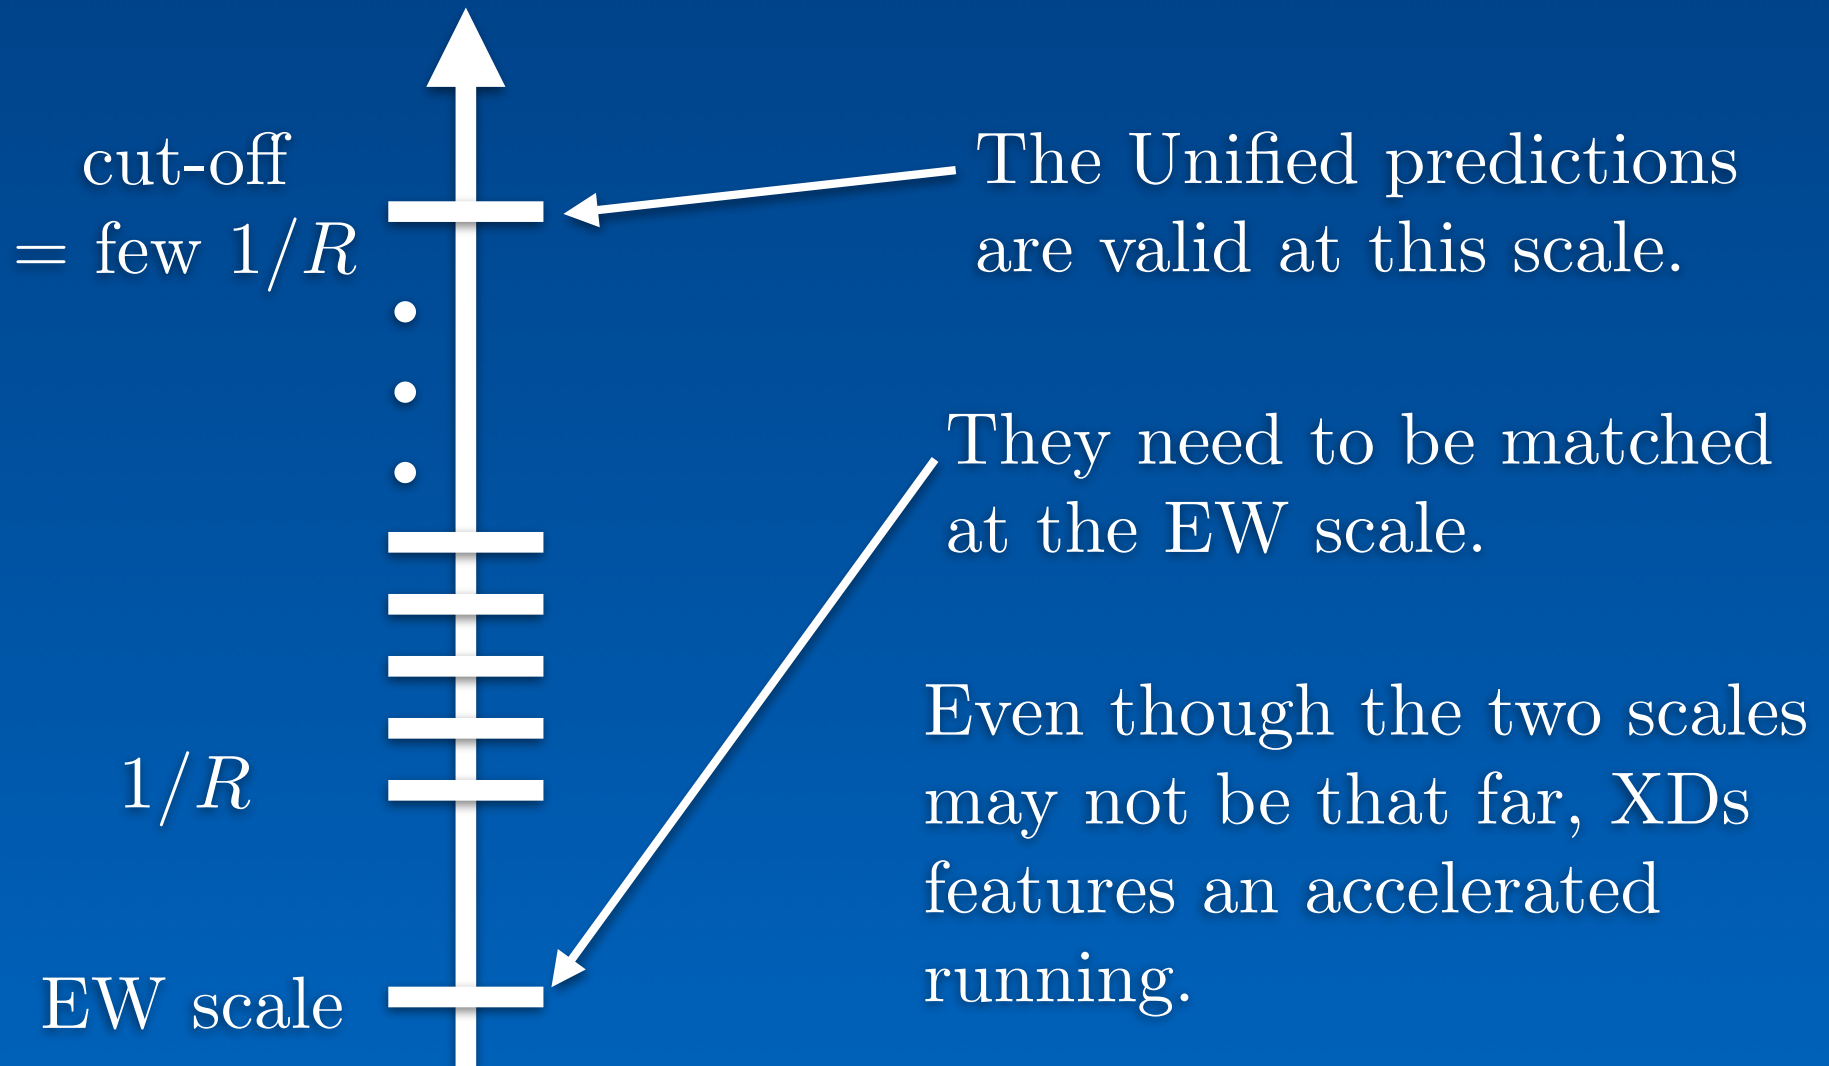 cut-off
= few 1/R
The Unified predictions
are valid at this scale.
They need to be matched
at the EW scale.
1/R
Even though the two scales
may not be that far, XDs
features an accelerated
running.
EW scale